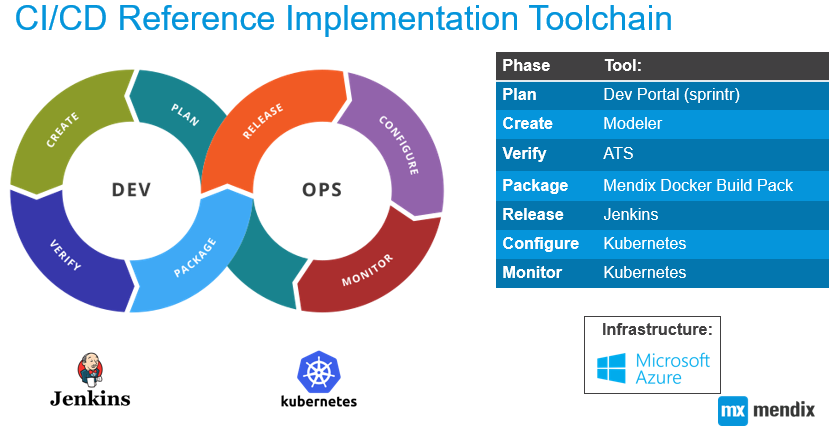 CI/CD Reference Implementation Toolchain
CREATE
PLAN
RELEASE
CONFIGURE
DEV
OPS
VERIFY
PACKAGE
MONITOR
Phase Tool:
Plan Dev Portal (sprintr)
Create Modeler
Verify ATS
Package Mendix Docker Build Pack
Release Jenkins
Configure Kubernetes
Monitor Kubernetes
Infrastructure:
Microsoft
Azure
Jenkins
kubernetes
mx mendix